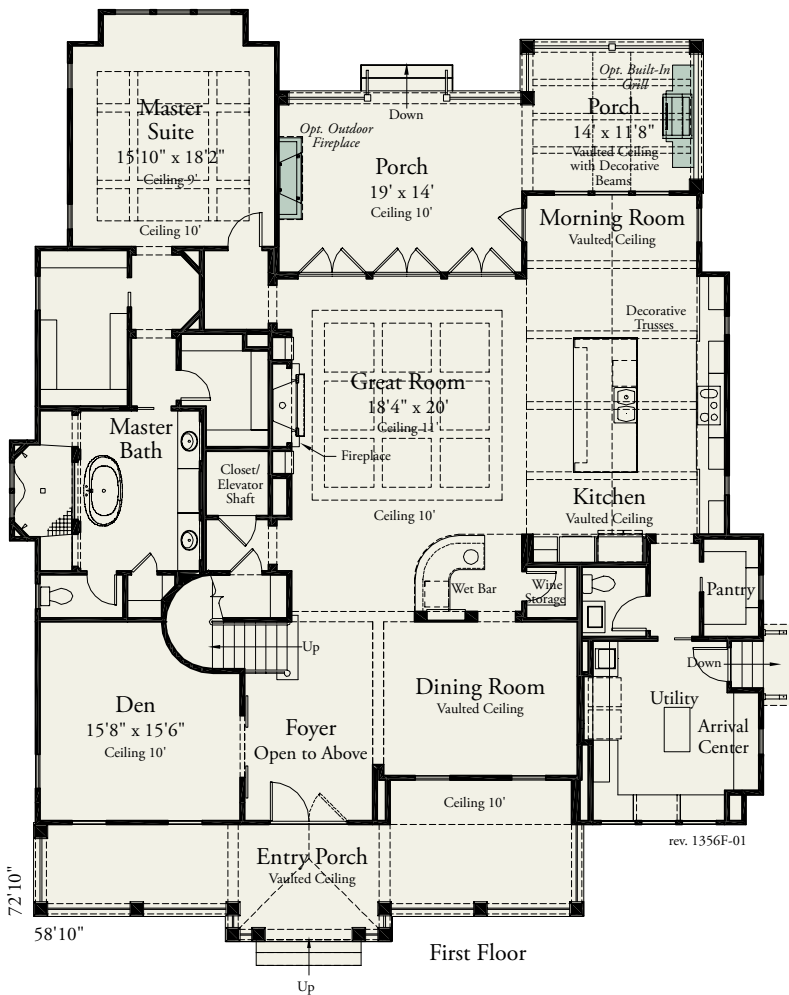 Opt. Built-In
Grill
Porch
14' x 11'8"
Vaulted Ceiling
with Decorative
Beams
Master
Suite
15'10" x 18'2"
Ceiling 9'
Ceiling 10'
Down
Opt. Outdoor
Fireplace
Porch
19' x 14'
Ceiling 10'
Morning Room
Vaulted Ceiling
Decorative
Trusses
Great Room
18'4" x 20'
Ceiling 11'
Fireplace
Ceiling 10'
Master
Bath
Closet/
Elevator
Shaft
Kitchen
Vaulted Ceiling
Wet Bar
Wine
Storage
Pantry
Up
Down
Den
15'8" x 15'6"
Ceiling 10'
Foyer
Open to Above
Dining Room
Vaulted Ceiling
Utility
Arrival
Center
Ceiling 10'
rev. 1356F-01
Entry Porch
Vaulted Ceiling
72'10"
58'10"
First Floor
Up